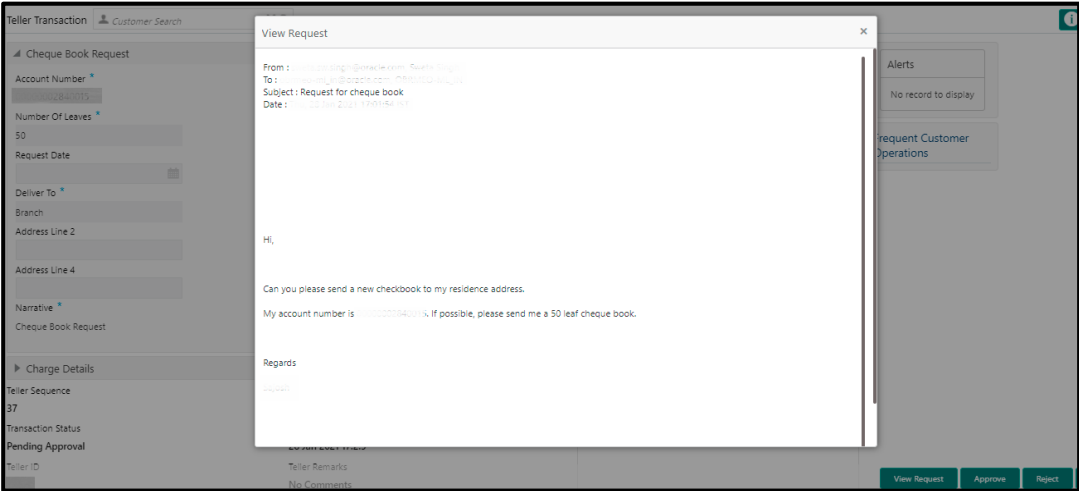 Teller Transaction
Customer Search
View Request
×
Cheque Book Request
Account Number *
Number Of Leaves *
50
Request Date
Deliver To *
Branch
Address Line 2
Address Line 4
Narrative *
Cheque Book Request
Charge Details
Teller Sequence
37
Transaction Status
Pending Approval
Teller ID
From :
To :
Subject : Request for cheque book
Date :
Hi,
Can you please send a new checkbook to my residence address.
My account number is . If possible, please send me a 50 leaf cheque book.
Regards
Teller Remarks
No Comments
Alerts
No record to display
Frequent Customer
Operations
View Request
Approve
Reject